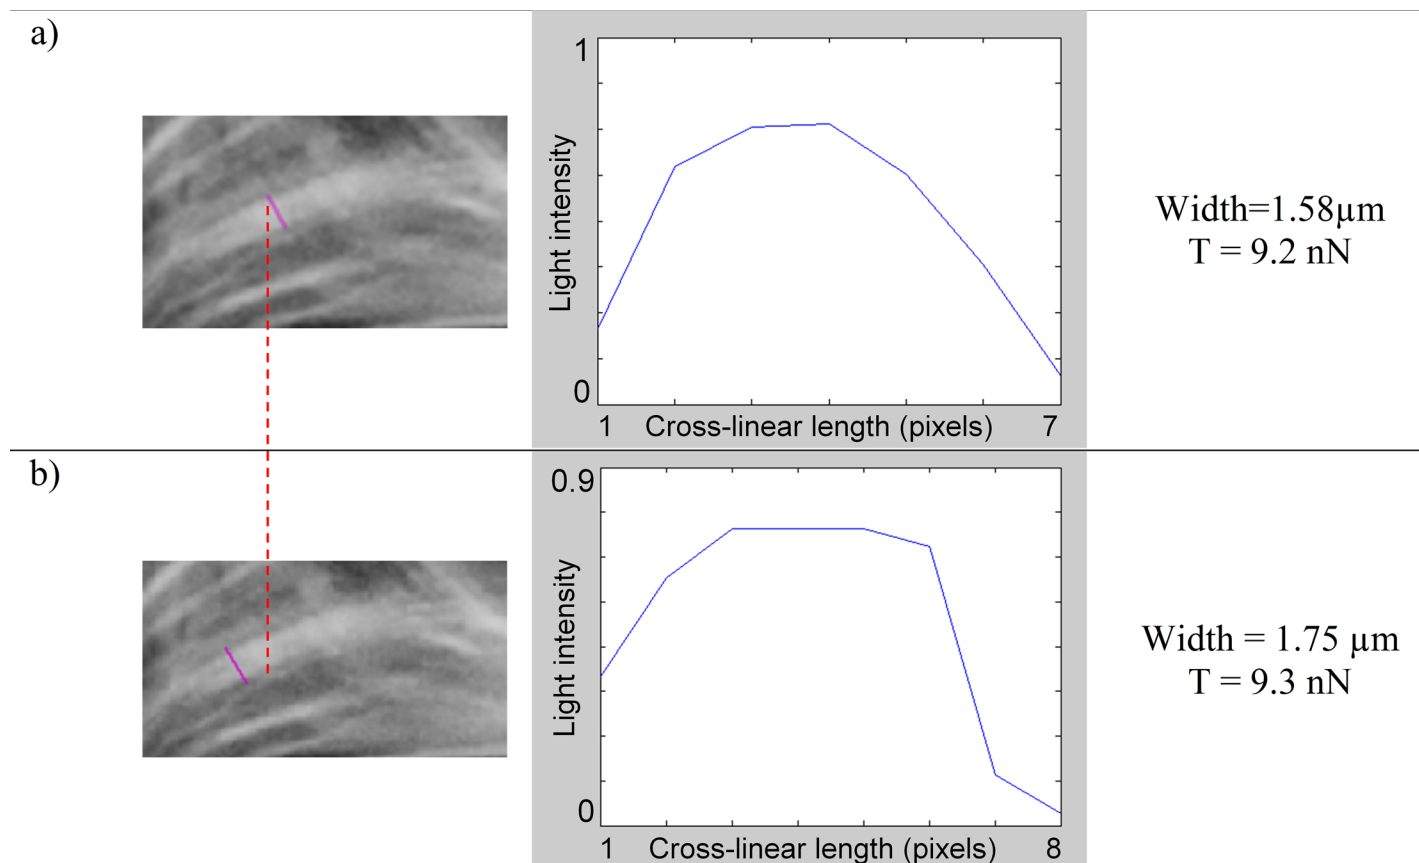 a)
1
Light intensity
0
1 Cross-linear length (pixels) 7
Width=1.58µm
T = 9.2 nN
b)
0.9
Light intensity
0
1 Cross-linear length (pixels) 8
Width = 1.75 µm
T = 9.3 nN